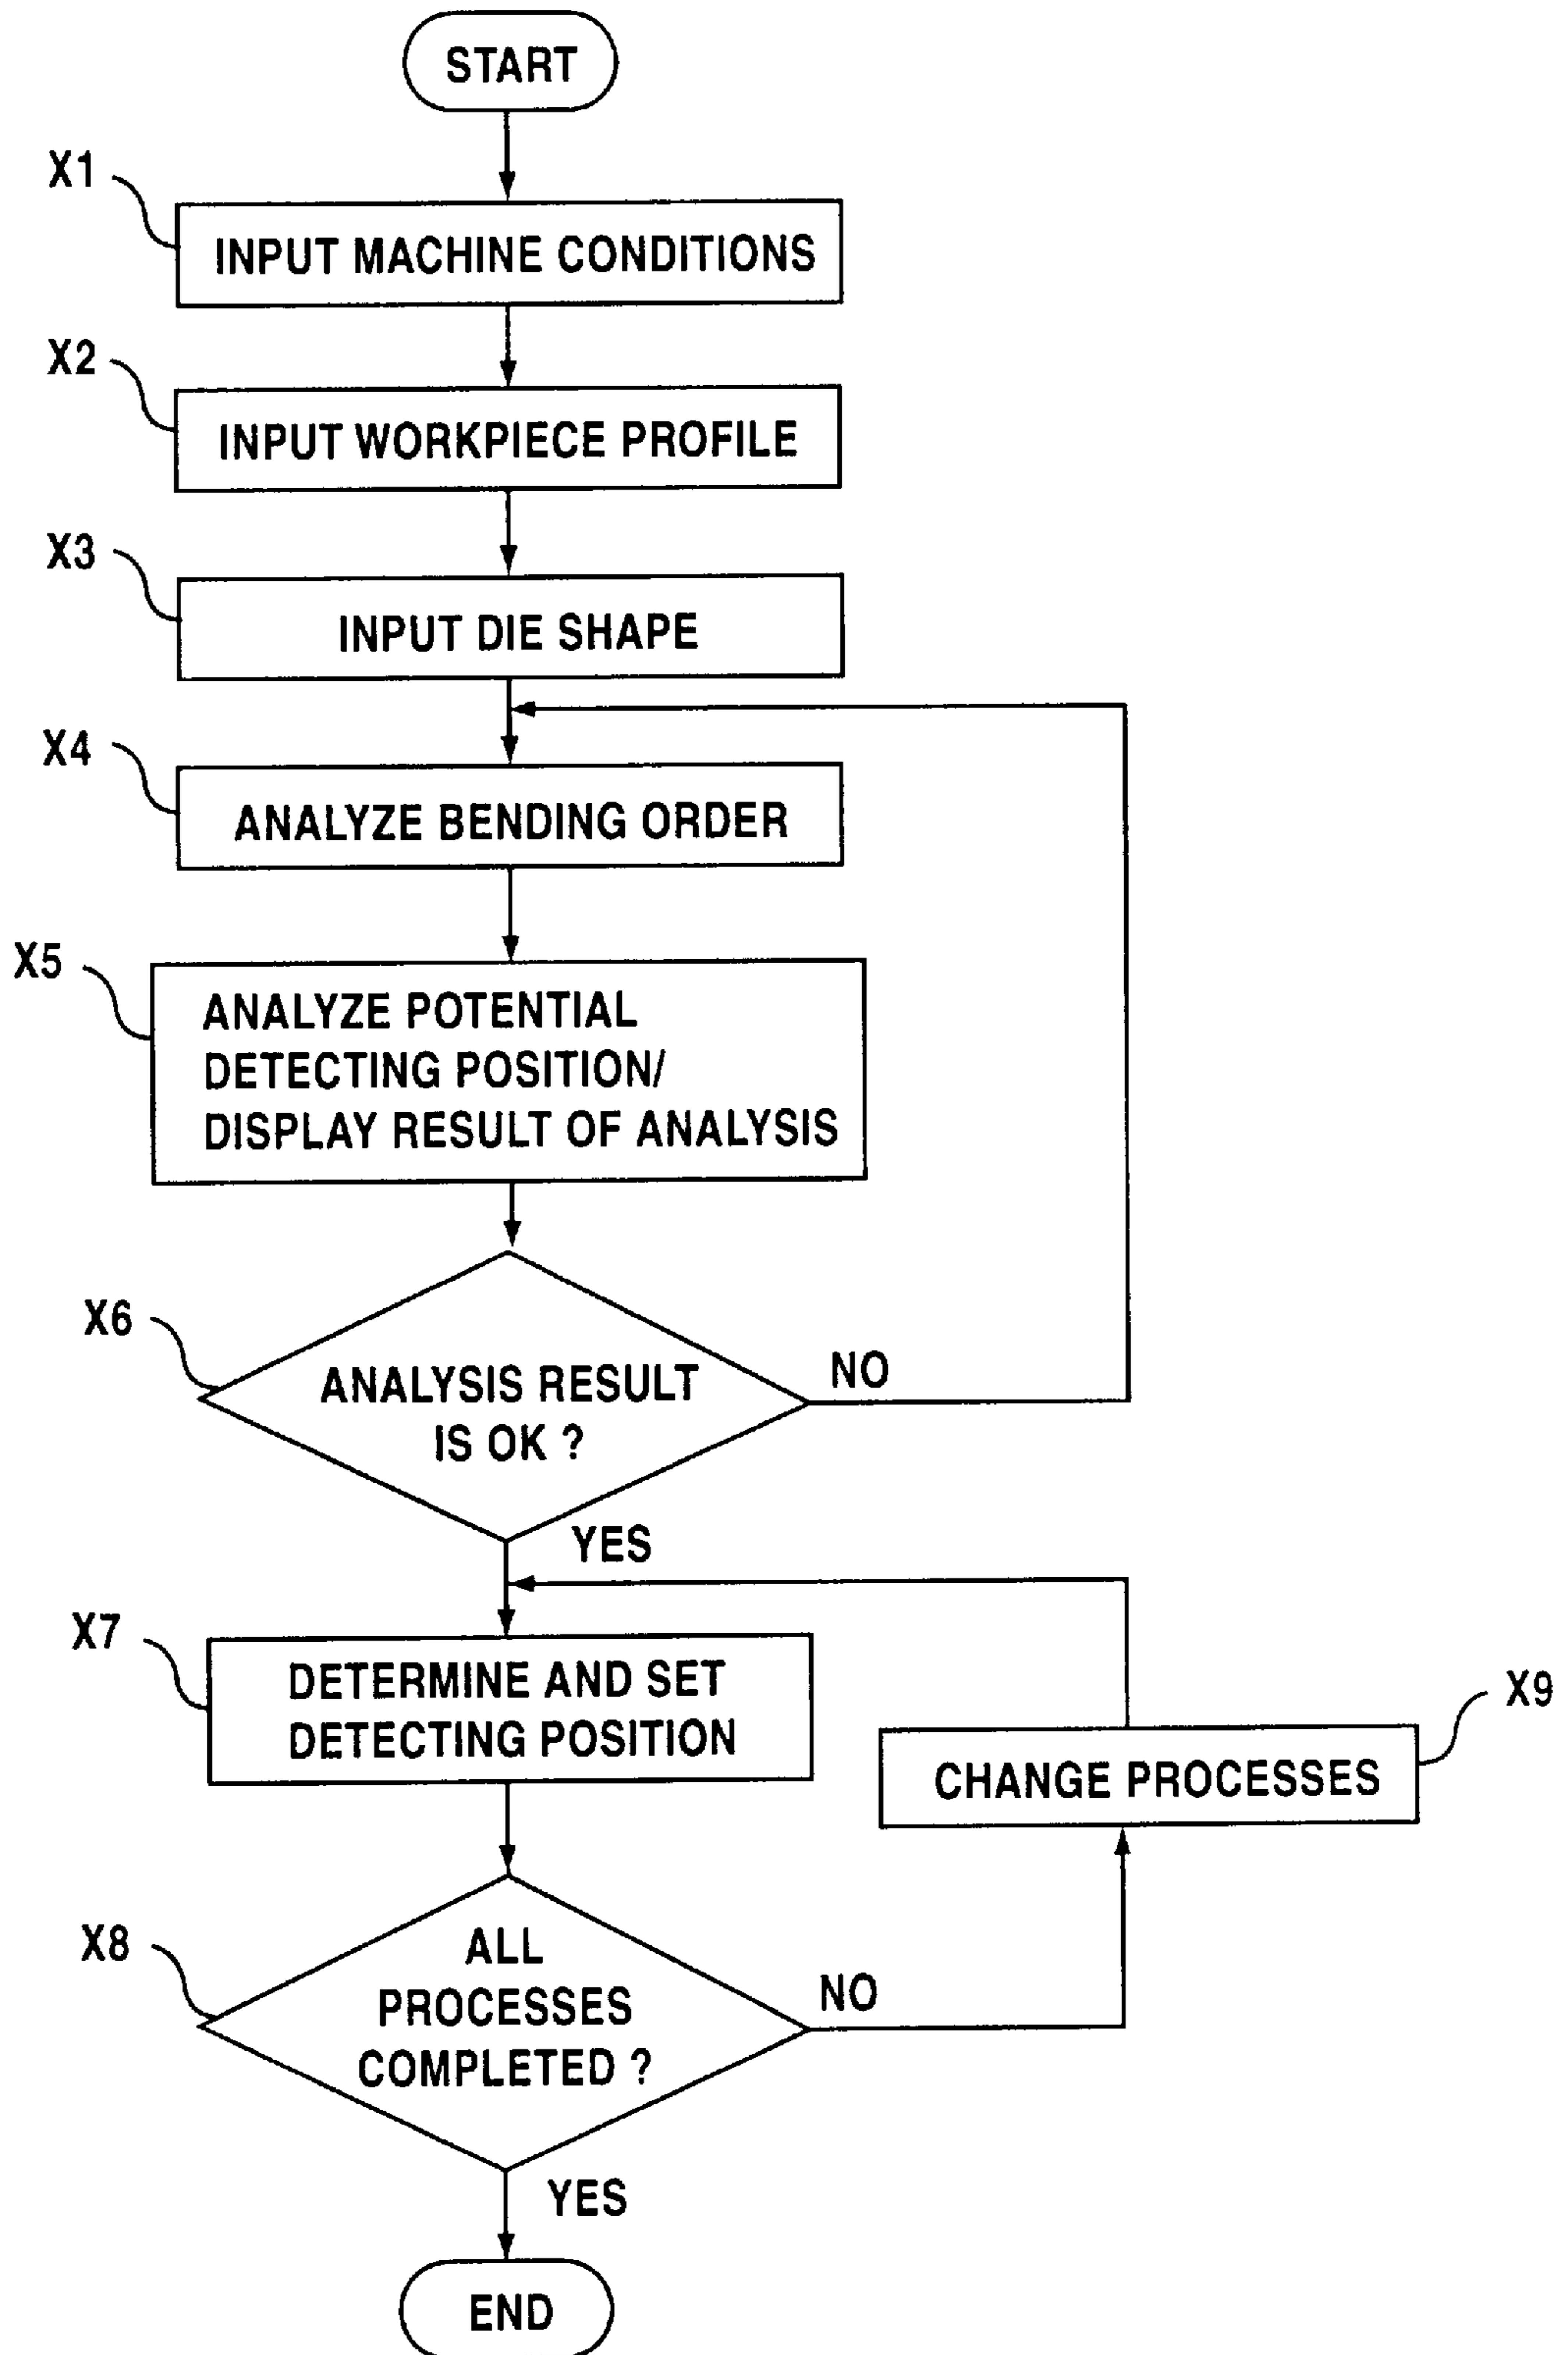 START
X1
INPUT MACHINE CONDITIONS
X2
INPUT WORKPIECE PROFILE
X3
INPUT DIE SHAPE
X4
ANALYZE BENDING ORDER
X5
ANALYZE POTENTIAL
DETECTING POSITION/
DISPLAY RESULT OF ANALYSIS
X6
ANALYSIS RESULT
IS OK ?
NO
YES
X7
DETERMINE AND SET
DETECTING POSITION
X9
CHANGE PROCESSES
X8
ALL
PROCESSES
COMPLETED ?
NO
YES
END